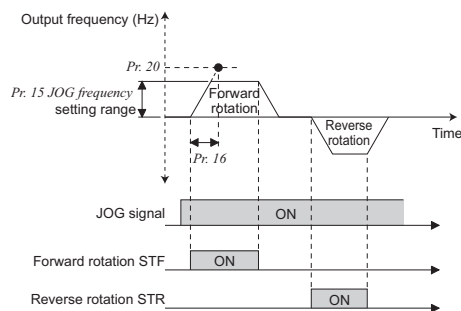 Output frequency (Hz)
Pr. 20
Pr. 15 JOG frequency
setting range
Forward
rotation
Time
Reverse
rotation
Pr. 16
JOG signal
ON
Forward rotation STF
ON
Reverse rotation STR
ON